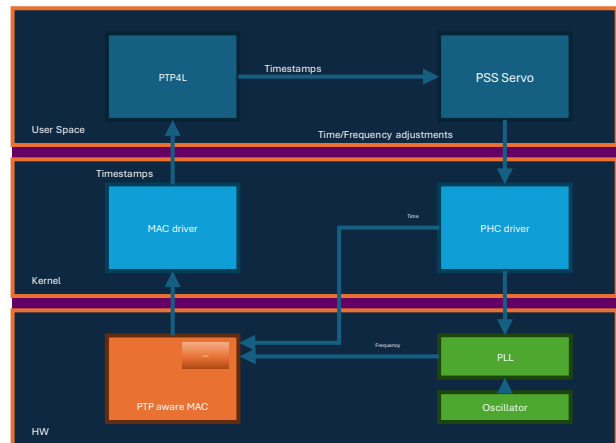 Timestamps
PTP4L
PSS Servo
User Space
Time/Frequency adjustments
Timestamps
Time
MAC driver
PHC driver
Kernel
Frequency
PLL
PTP aware MAC
Oscillator
HW